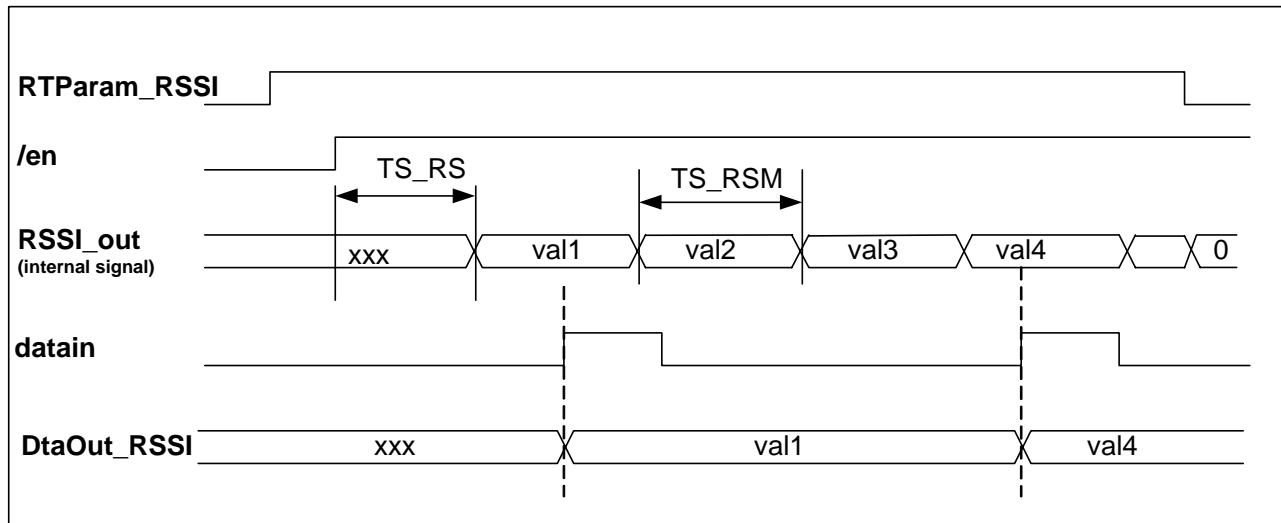 RTParam_RSSI
/en
TS_RS
TS_RSM
RSSI_out
(internal signal)
xxx
val1
val2
val3
val4
0
datain
DtaOut_RSSI
xxx
val1
val4